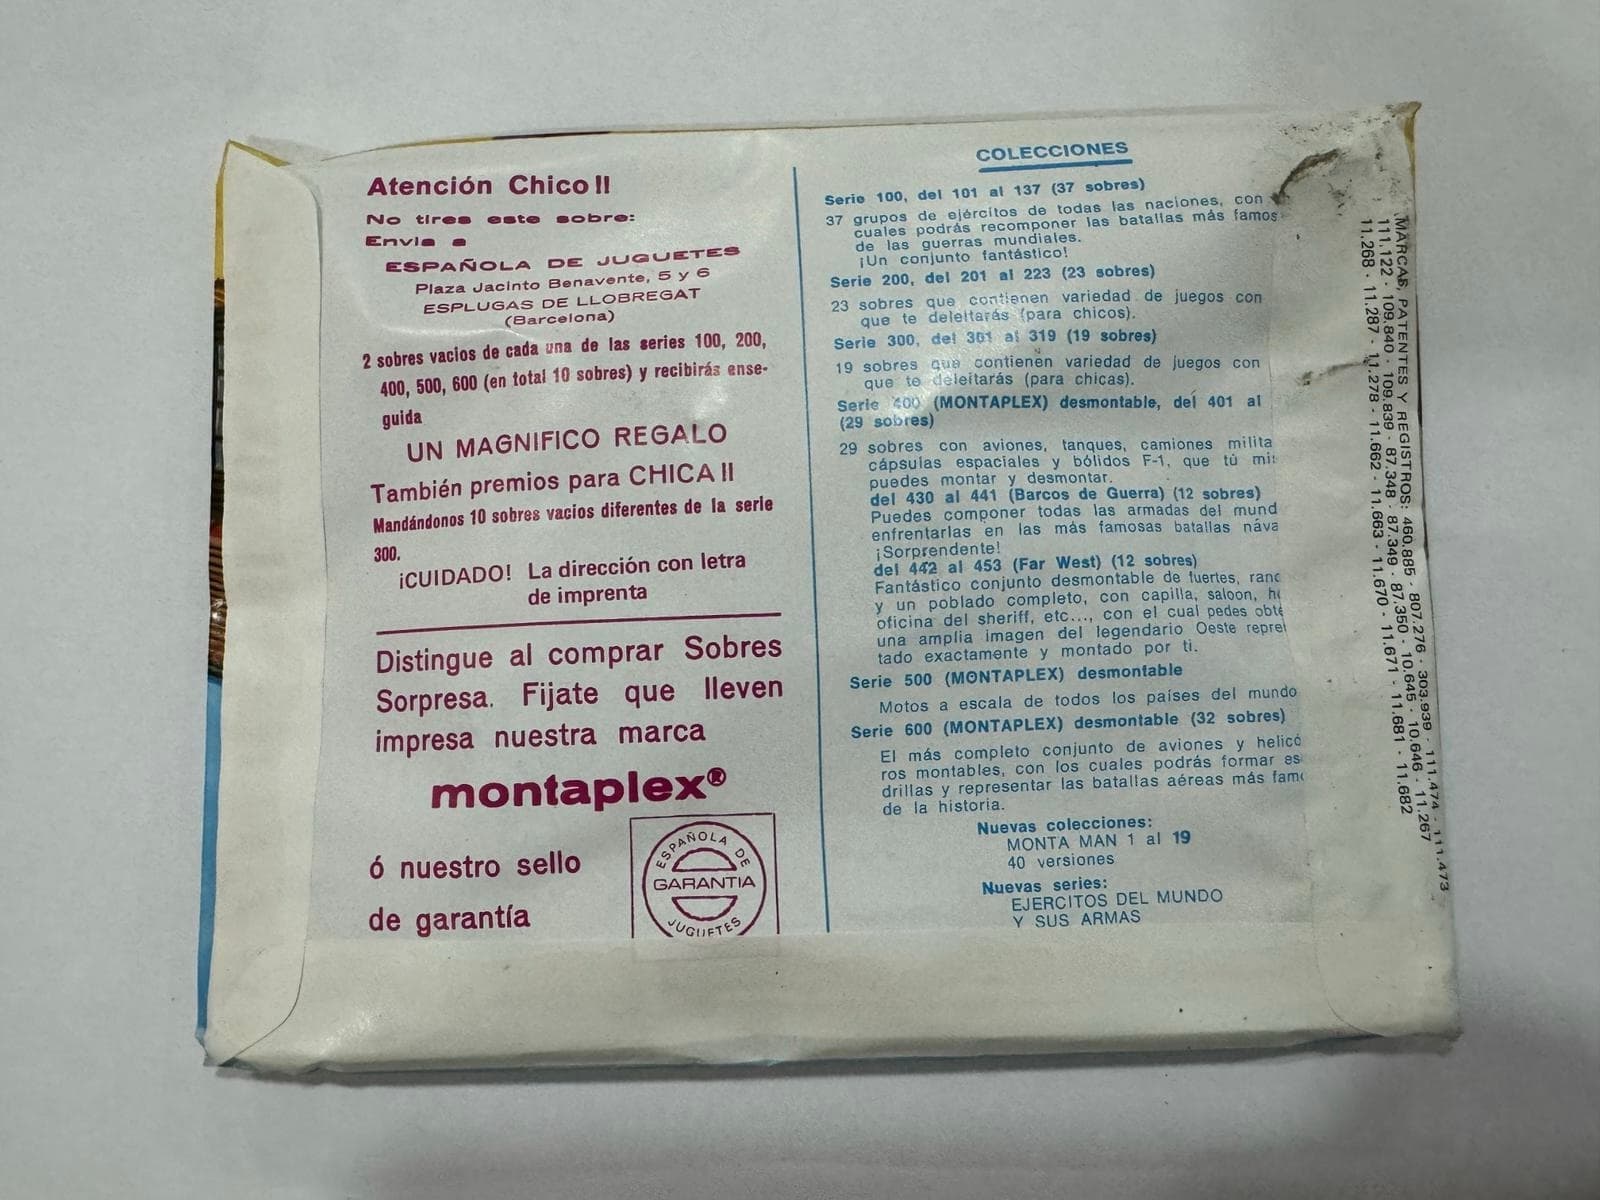 Atención Chico!!
No tires este sobre:
Envia a
ESPAÑOLA DE JUGUETES
Plaza Jacinto Benavente, 5 y 6
ESPLUGAS DE LLOBREGAT
(Barcelona)
2 sobres vacios de cada una de las series 100, 200,
400, 500, 600 (en total 10 sobres) y recibirás ense-
guida
UN MAGNIFICO REGALO
También premios para CHICA!!
Mandándonos 10 sobres vacios diferentes de la serie
300.
¡CUIDADO! La dirección con letra
de imprenta
Distingue al comprar Sobres
Sorpresa. Fijate que lleven
impresa nuestra marca
montaplex®
ó nuestro sello
de garantía
ESPAÑOLA DE
GARANTIA
JUGUETES
COLECCIONES
Serie 100, del 101 al 137 (37 sobres)
37 grupos de ejércitos de todas las naciones, con
cuales podrás recomponer las batallas más famos
de las guerras mundiales.
¡Un conjunto fantástico!
Serie 200, del 201 al 223 (23 sobres)
23 sobres que contienen variedad de juegos con
que te deleitarás (para chicos).
Serie 300, del 301 al 319 (19 sobres)
19 sobres que contienen variedad de juegos con
que te deleitarás (para chicas).
Serie 400 (MONTAPLEX) desmontable, del 401 al
(29 sobres)
29 sobres con aviones, tanques, camiones milita
cápsulas espaciales y bólidos F-1, que tú mis
puedes montar y desmontar.
del 430 al 441 (Barcos de Guerra) (12 sobres)
Puedes componer todas las armadas del mund
enfrentarlas en las más famosas batallas náva
¡Sorprendente!
del 442 al 453 (Far West) (12 sobres)
Fantástico conjunto desmontable de fuertes, ranc
y un poblado completo, con capilla, saloon, ho
oficina del sheriff, etc..., con el cual pedes obte
una amplia imagen del legendario Oeste repre
tado exactamente y montado por ti.
Serie 500 (MONTAPLEX) desmontable
Motos a escala de todos los países del mundo
Serie 600 (MONTAPLEX) desmontable (32 sobres)
El más completo conjunto de aviones y helicó
ros montables, con los cuales podrás formar es
drillas y representar las batallas aéreas más famo
de la historia.
Nuevas colecciones:
MONTA MAN 1 al 19
40 versiones
Nuevas series:
EJERCITOS DEL MUNDO
Y SUS ARMAS
MARCAS, PATENTES Y REGISTROS: 460.885 - 807.276 - 303.939 - 111.474 - 111.473
111.122 - 109.840 - 109.839 - 87.348 - 87.349 - 87.350 - 10.645 - 10.646 - 11.267
11.268 - 11.287 - 11.278 - 11.662 - 11.663 - 11.670 - 11.671 - 11.681 - 11.682